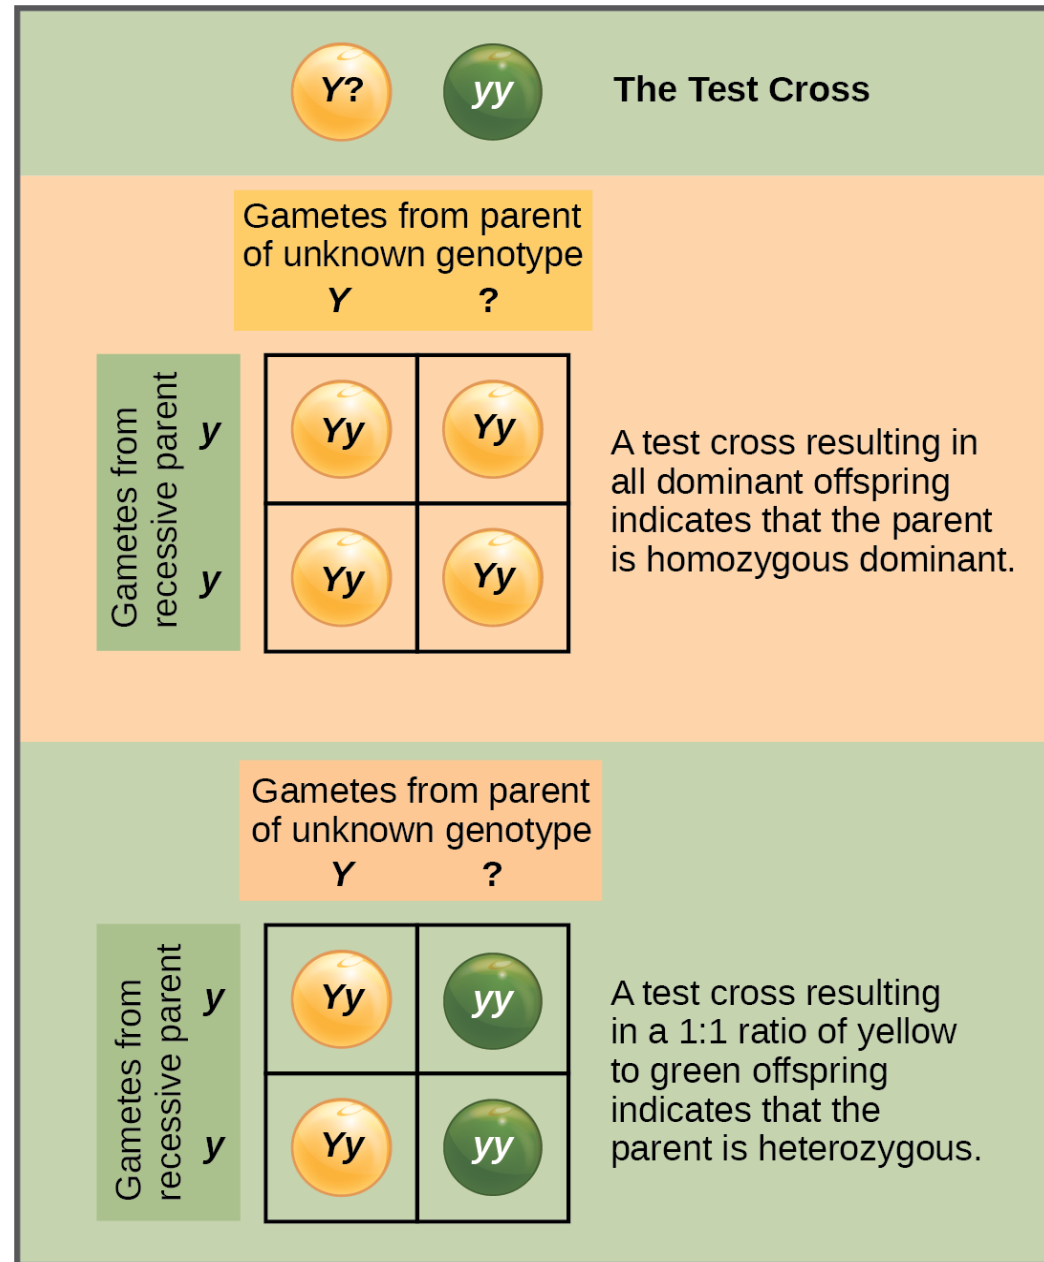 Y?
yy
The Test Cross
Gametes from parent
of unknown genotype
Y ?
Gametes from
recessive parent
y
y
Yy Yy
Yy Yy
A test cross resulting in
all dominant offspring
indicates that the parent
is homozygous dominant.
Gametes from parent
of unknown genotype
Y ?
Gametes from
recessive parent
y
y
Yy yy
Yy yy
A test cross resulting
in a 1:1 ratio of yellow
to green offspring
indicates that the
parent is heterozygous.